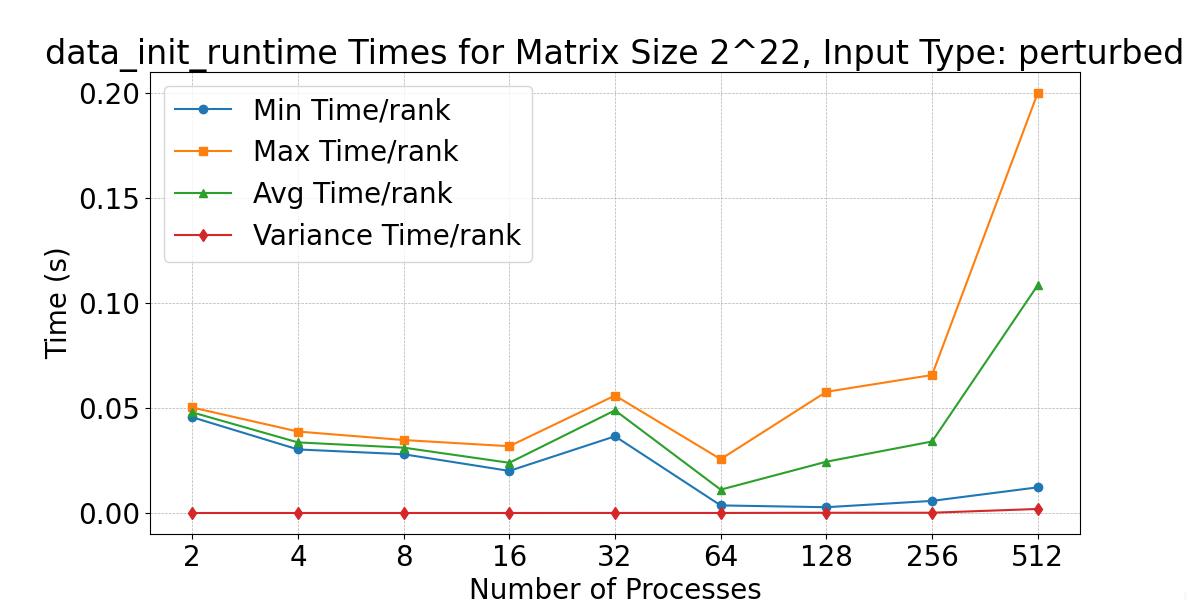 data_init_runtime Times for Matrix Size 2^22, Input Type: perturbed
Min Time/rank
Max Time/rank
Avg Time/rank
Variance Time/rank
Time (s)
0.20
0.15
0.10
0.05
0.00
2 4 8 16 32 64 128 256 512
Number of Processes